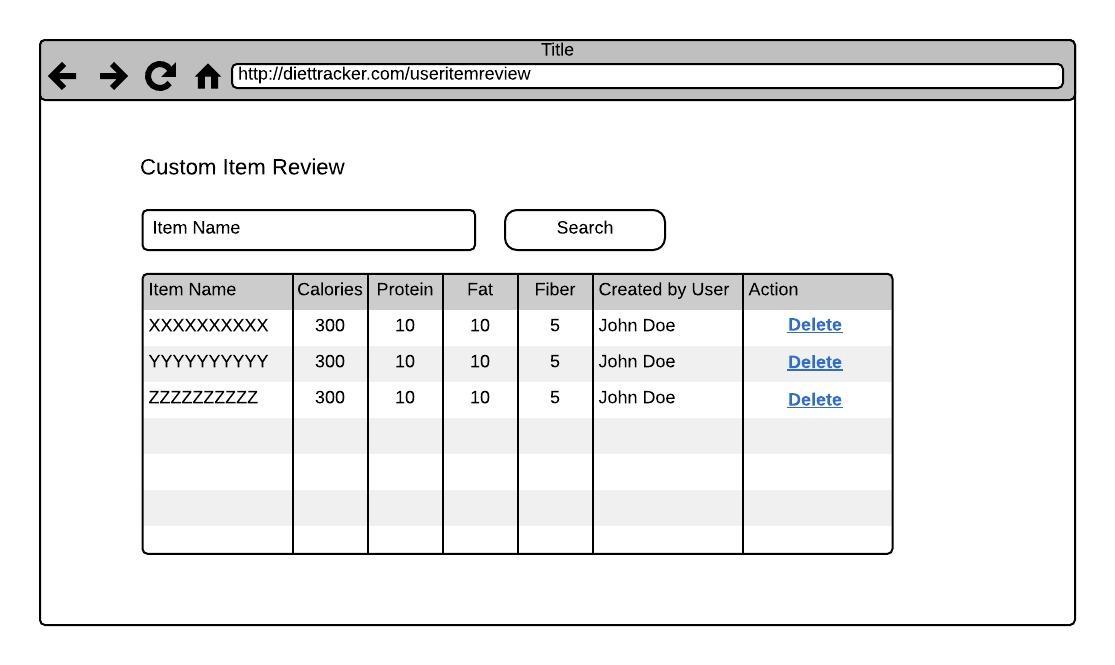 Title
http://diettracker.com/useritemreview
Custom Item Review
Item Name Search
Item Name Calories Protein Fat Fiber Created by User Action
XXXXXXXXXX 300 10 10 5 John Doe Delete
YYYYYYYYYY 300 10 10 5 John Doe Delete
ZZZZZZZZZZ 300 10 10 5 John Doe Delete